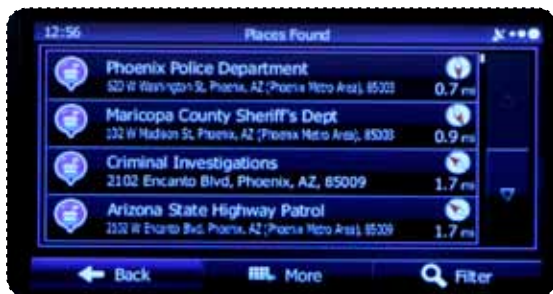 12:56 Places Found
Phoenix Police Department
620 W Washington St, Phoenix, AZ (Phoenix Metro Area), 85003
0.7 mi
Maricopa County Sheriff's Dept
102 W Madison St, Phoenix, AZ (Phoenix Metro Area), 85003
0.9 mi
Criminal Investigations
2102 Encanto Blvd, Phoenix, AZ, 85009
1.7 mi
Arizona State Highway Patrol
W Encanto Blvd, Phoenix, AZ (Phoenix Metro Area), 85009
1.7 mi
Back More Filter